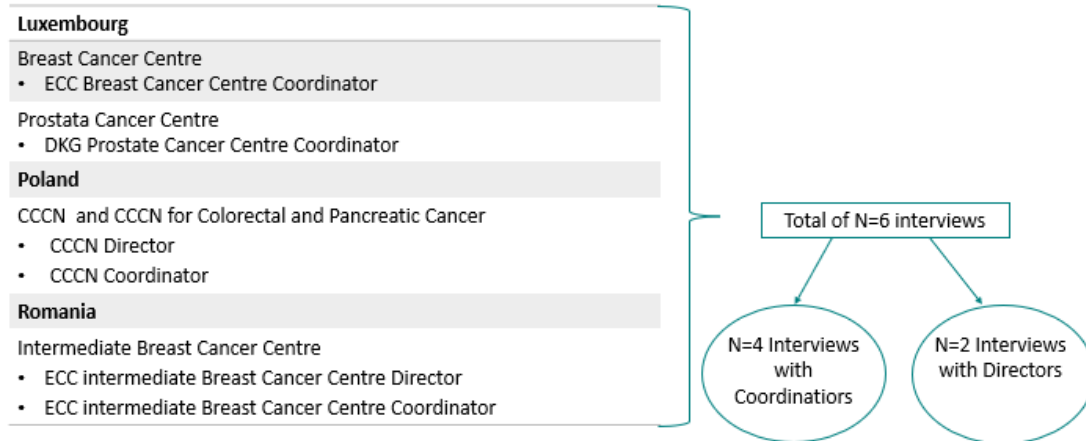 Luxembourg
Breast Cancer Centre
• ECC Breast Cancer Centre Coordinator
Prostata Cancer Centre
• DKG Prostate Cancer Centre Coordinator
Poland
CCCN and CCCN for Colorectal and Pancreatic Cancer
• CCCN Director
• CCCN Coordinator
Romania
Intermediate Breast Cancer Centre
• ECC intermediate Breast Cancer Centre Director
• ECC intermediate Breast Cancer Centre Coordinator
Total of N=6 interviews
N=4 Interviews
with
Coordinatiors
N=2 Interviews
with Directors